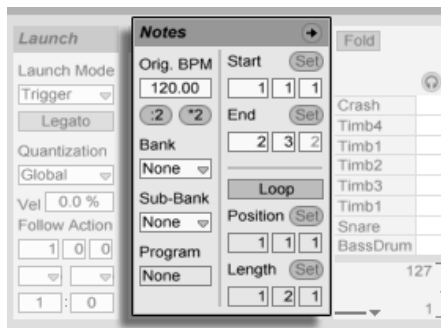 Launch
Launch Mode
Trigger
Legato
Quantization
Global
Vel 0.0 %
Follow Action
1 0 0
1 : 0
Notes
Orig. BPM
120.00
:2 *2
Bank
None
Sub-Bank
None
Program
None
Start Set
1 1 1
End Set
2 3 2
Loop
Position Set
1 1 1
Length Set
1 2 1
Fold
Crash
Timb4
Timb1
Timb2
Timb3
Timb1
Snare
BassDrum
127
1